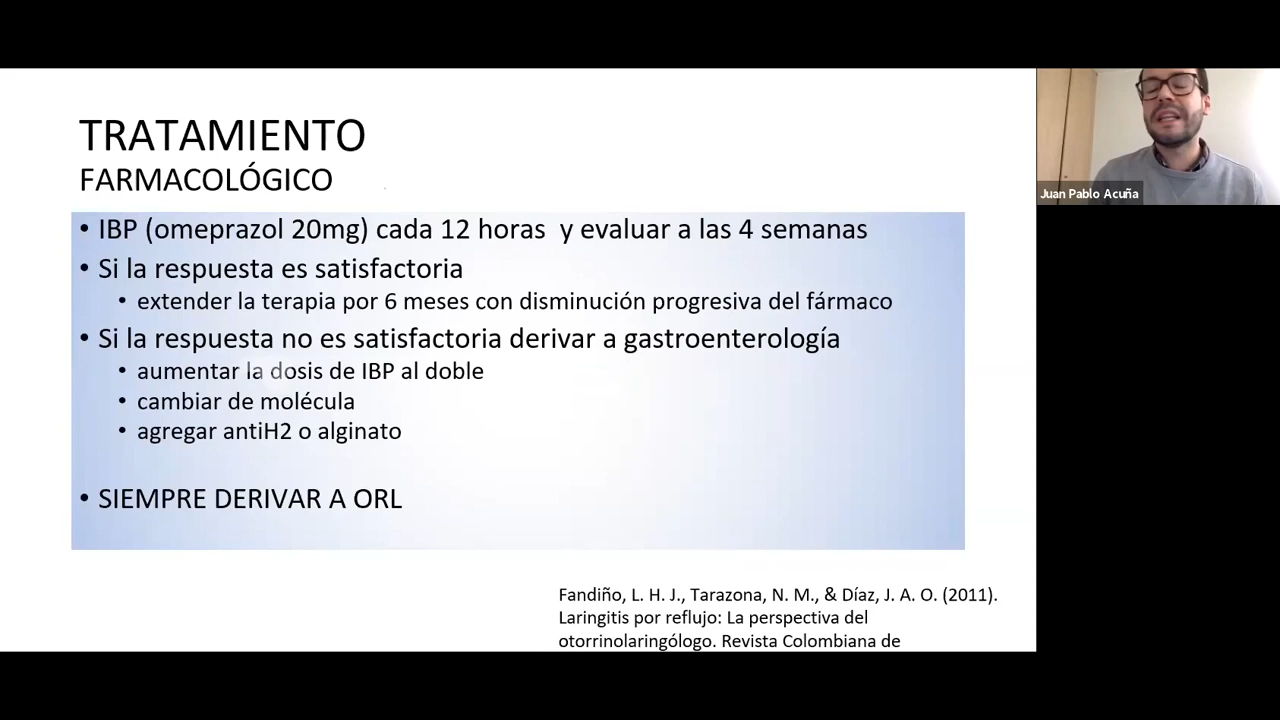 TRATAMIENTO
FARMACOLÓGICO
• IBP (omeprazol 20mg) cada 12 horas y evaluar a las 4 semanas
• Si la respuesta es satisfactoria
• extender la terapia por 6 meses con disminución progresiva del fármaco
• Si la respuesta no es satisfactoria derivar a gastroenterología
• aumentar la dosis de IBP al doble
• cambiar de molécula
• agregar antiH2 o alginato
• SIEMPRE DERIVAR A ORL
Fandiño, L. H. J., Tarazona, N. M., & Díaz, J. A. O. (2011).
Laringitis por reflujo: La perspectiva del
otorrinolaringólogo. Revista Colombiana de
Juan Pablo Acuña